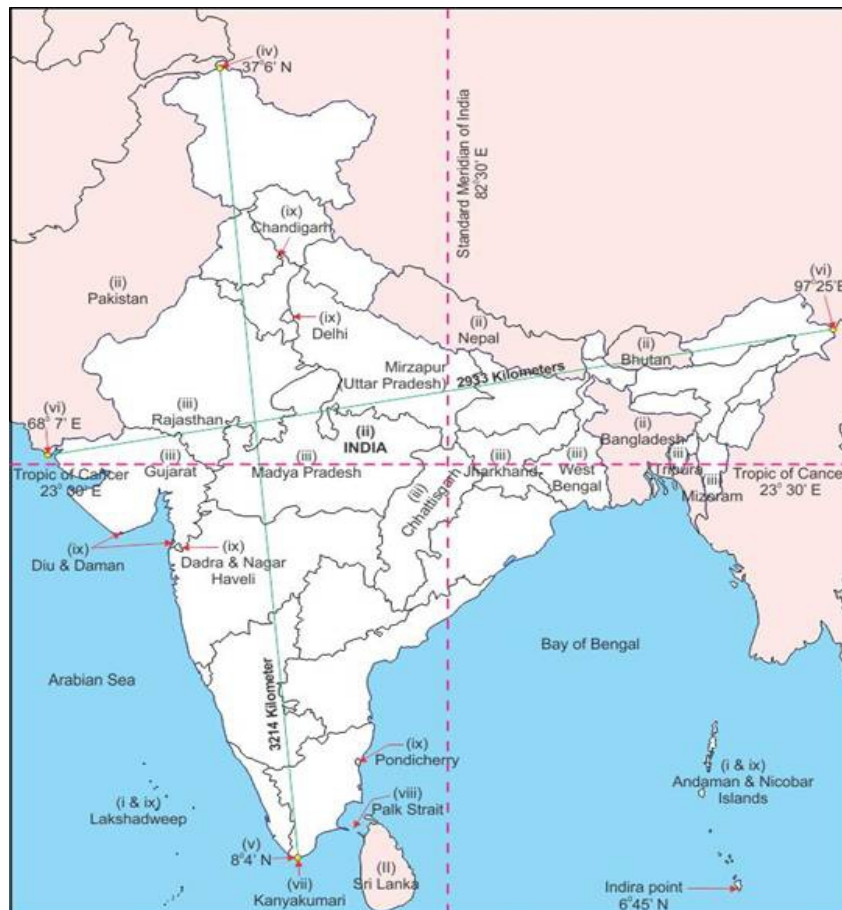 (iv)
37°6' N
Standard Meridian of India
82°30' E
(ix)
Chandigarh
(ii)
Pakistan
(ix)
Delhi
(ii)
Nepal
(vi)
97°25'E
(ii)
Bhutan
Mirzapur
(Uttar Pradesh)
2933 Kilometers
(vi)
68° 7' E
(iii)
Rajasthan
(ii)
INDIA
(ii)
Bangladesh
(iii)
Gujarat
(iii)
Madya Pradesh
(iii)
Chhattisgarh
(iii)
Jharkhand
(iii)
West
Bengal
(iii)
Tripura
(iii)
Mizoram
Tropic of Cancer
23° 30' E
Tropic of Cancer
23° 30' E
(ix)
Diu & Daman
(ix)
Dadra & Nagar
Haveli
Arabian Sea
3214 Kilometer
Bay of Bengal
(ix)
Pondicherry
(i & ix)
Andaman & Nicobar
Islands
(i & ix)
Lakshadweep
(viii)
Palk Strait
(v)
8°4' N
(vii)
Kanyakumari
(II)
Sri Lanka
Indira point
6°45' N